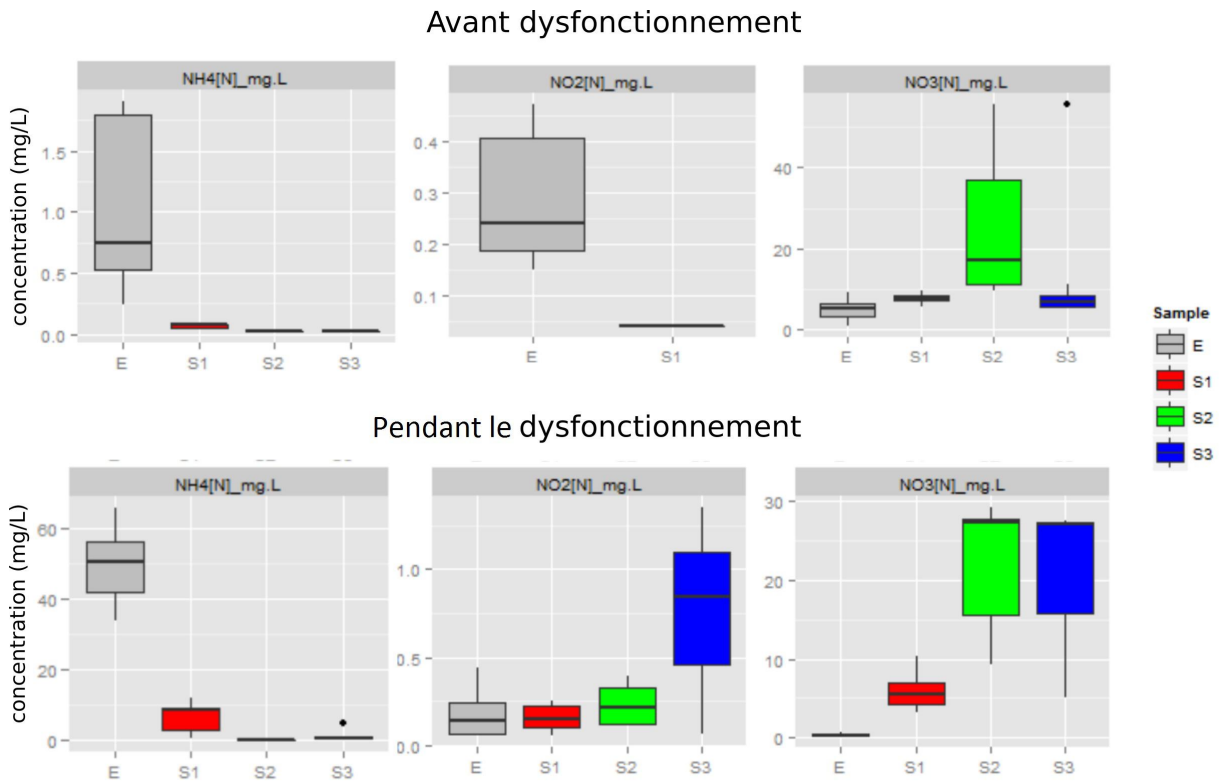 Avant dysfonctionnement
NH4[N]_mg.L
NO2[N]_mg.L
NO3[N]_mg.L
concentration (mg/L)
1.5
1.0
0.5
0.0
E S1 S2 S3
0.4
0.3
0.2
0.1
E S1
40
20
0
E S1 S2 S3
Sample
E
S1
S2
S3
Pendant le dysfonctionnement
NH4[N]_mg.L
NO2[N]_mg.L
NO3[N]_mg.L
concentration (mg/L)
60
40
20
0
E S1 S2 S3
1.0
0.5
0.0
E S1 S2 S3
30
20
10
0
E S1 S2 S3